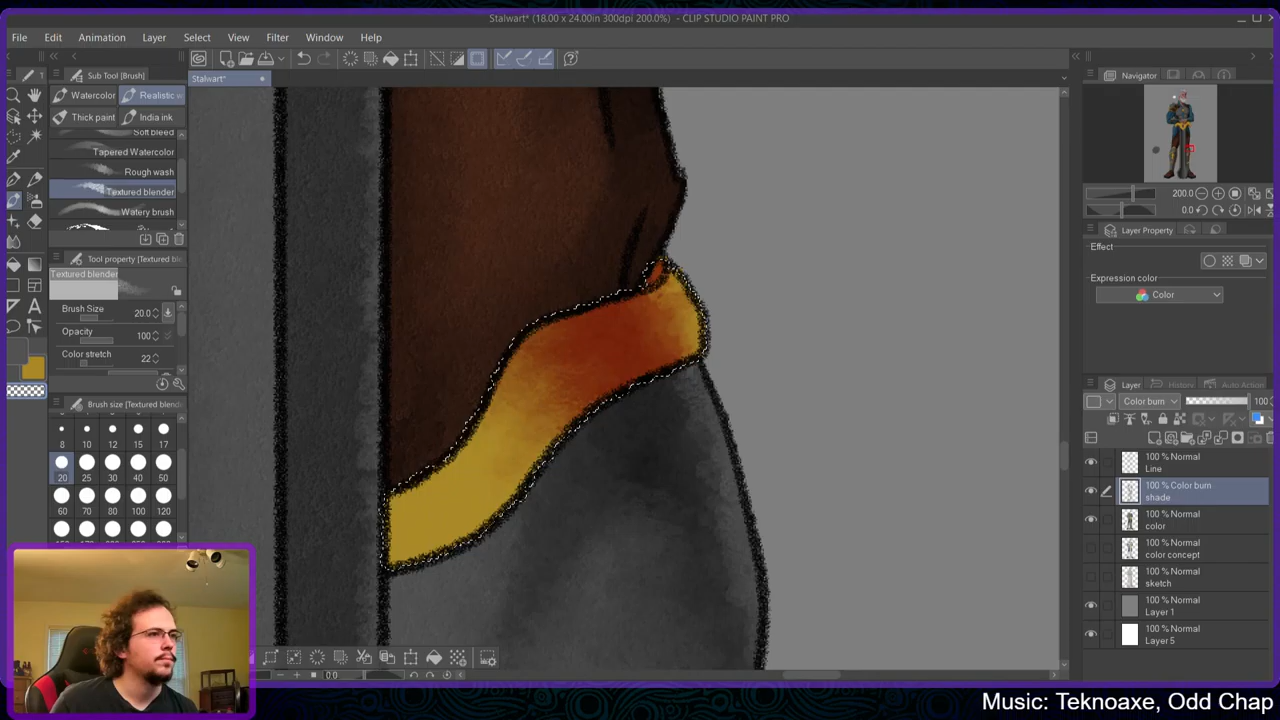 Stalwart* (18.00 x 24.00in 300dpi 200.0%) - CLIP STUDIO PAINT PRO
File Edit Animation Layer Select View Filter Window Help
Sub Tool [Brush]
Stalwart*
Navigator
Watercolor
Realistic w
Thick paint
India ink
Soft bleed
Tapered Watercolor
Rough wash
Textured blender
Watery brush
200.0
0.0
Layer Property
Effect
Expression color
Color
Tool property [Textured bl
Textured blender
Brush Size 20.0
Opacity 100
Color stretch 22
Brush size [Textured blend
8 10 12 15 17
20 25 30 40 50
60 70 80 100 120
Layer
History
Auto Action
Color burn 100
100 % Normal
Line
100 % Color burn
shade
100 % Normal
color
100 % Normal
color concept
100 % Normal
sketch
100 % Normal
Layer 1
100 % Normal
Layer 5
Music: Teknoaxe, Odd Chap